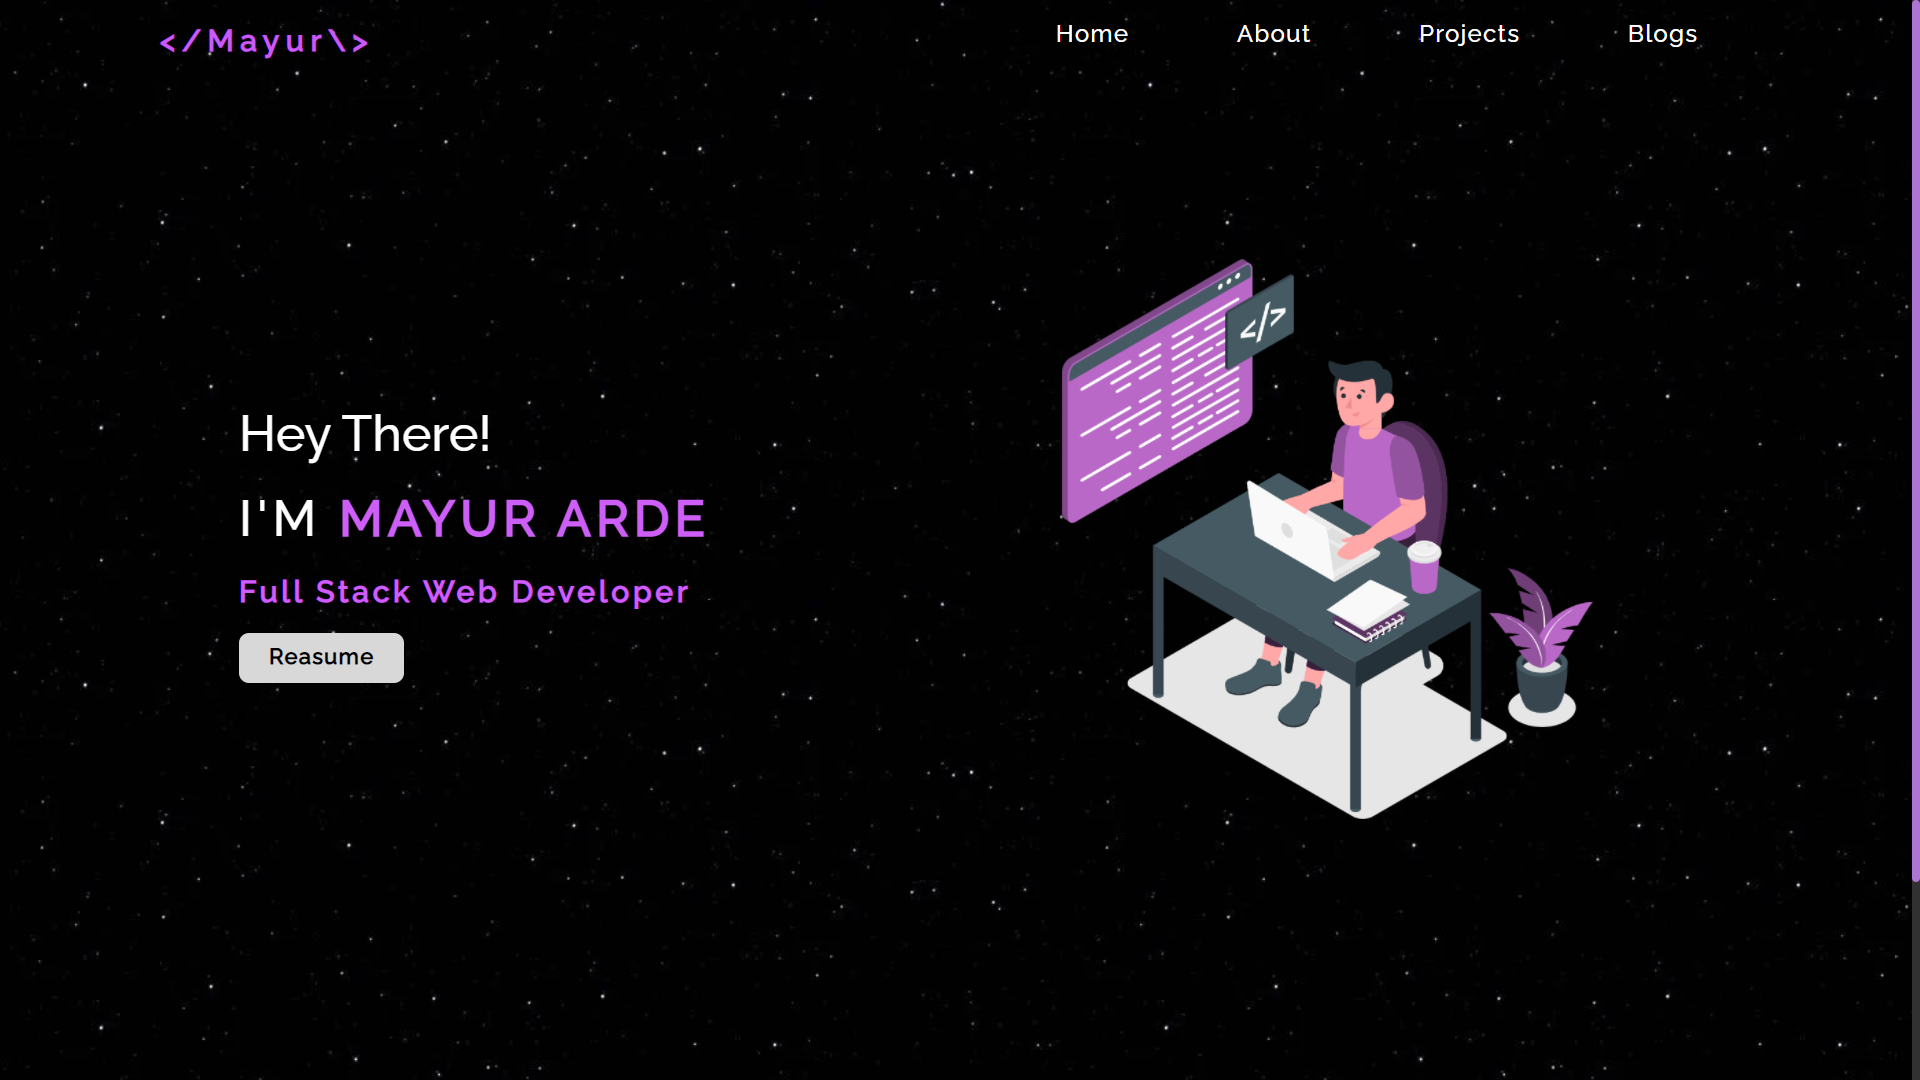 </Mayur\>
Home About Projects Blogs
</>
Hey There!
I'M MAYUR ARDE
Full Stack Web Developer
Reasume